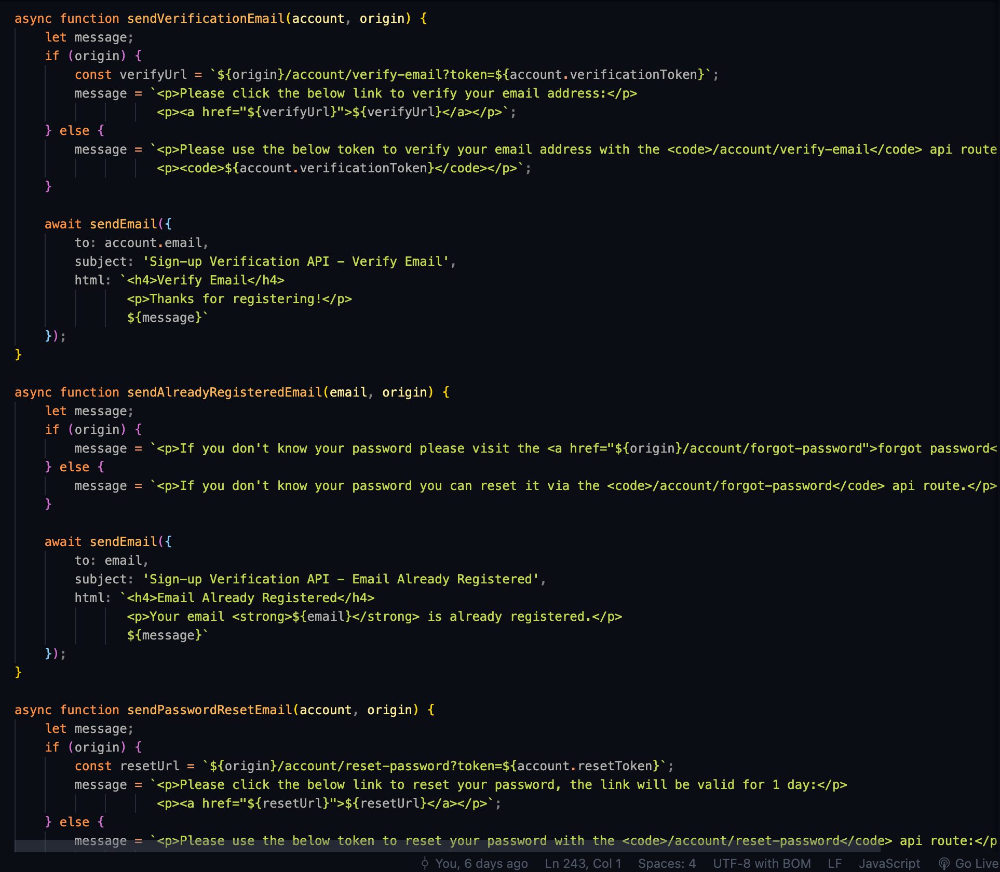 async function sendVerificationEmail(account, origin) {
let message;
if (origin) {
const verifyUrl = `${origin}/account/verify-email?token=${account.verificationToken}`;
message = `<p>Please click the below link to verify your email address:</p>
<p><a href="${verifyUrl}">${verifyUrl}</a></p>`;
} else {
message = `<p>Please use the below token to verify your email address with the <code>/account/verify-email</code> api route
<p><code>${account.verificationToken}</code></p>`;
}
await sendEmail({
to: account.email,
subject: 'Sign-up Verification API - Verify Email',
html: `<h4>Verify Email</h4>
<p>Thanks for registering!</p>
${message}`
});
}
async function sendAlreadyRegisteredEmail(email, origin) {
let message;
if (origin) {
message = `<p>If you don't know your password please visit the <a href="${origin}/account/forgot-password">forgot password<
} else {
message = `<p>If you don't know your password you can reset it via the <code>/account/forgot-password</code> api route.</p>
}
await sendEmail({
to: email,
subject: 'Sign-up Verification API - Email Already Registered',
html: `<h4>Email Already Registered</h4>
<p>Your email <strong>${email}</strong> is already registered.</p>
${message}`
});
}
async function sendPasswordResetEmail(account, origin) {
let message;
if (origin) {
const resetUrl = `${origin}/account/reset-password?token=${account.resetToken}`;
message = `<p>Please click the below link to reset your password, the link will be valid for 1 day:</p>
<p><a href="${resetUrl}">${resetUrl}</a></p>`;
} else {
message = `<p>Please use the below token to reset your password with the <code>/account/reset-password</code> api route:</p
You, 6 days ago Ln 243, Col 1 Spaces: 4 UTF-8 with BOM LF JavaScript Go Live